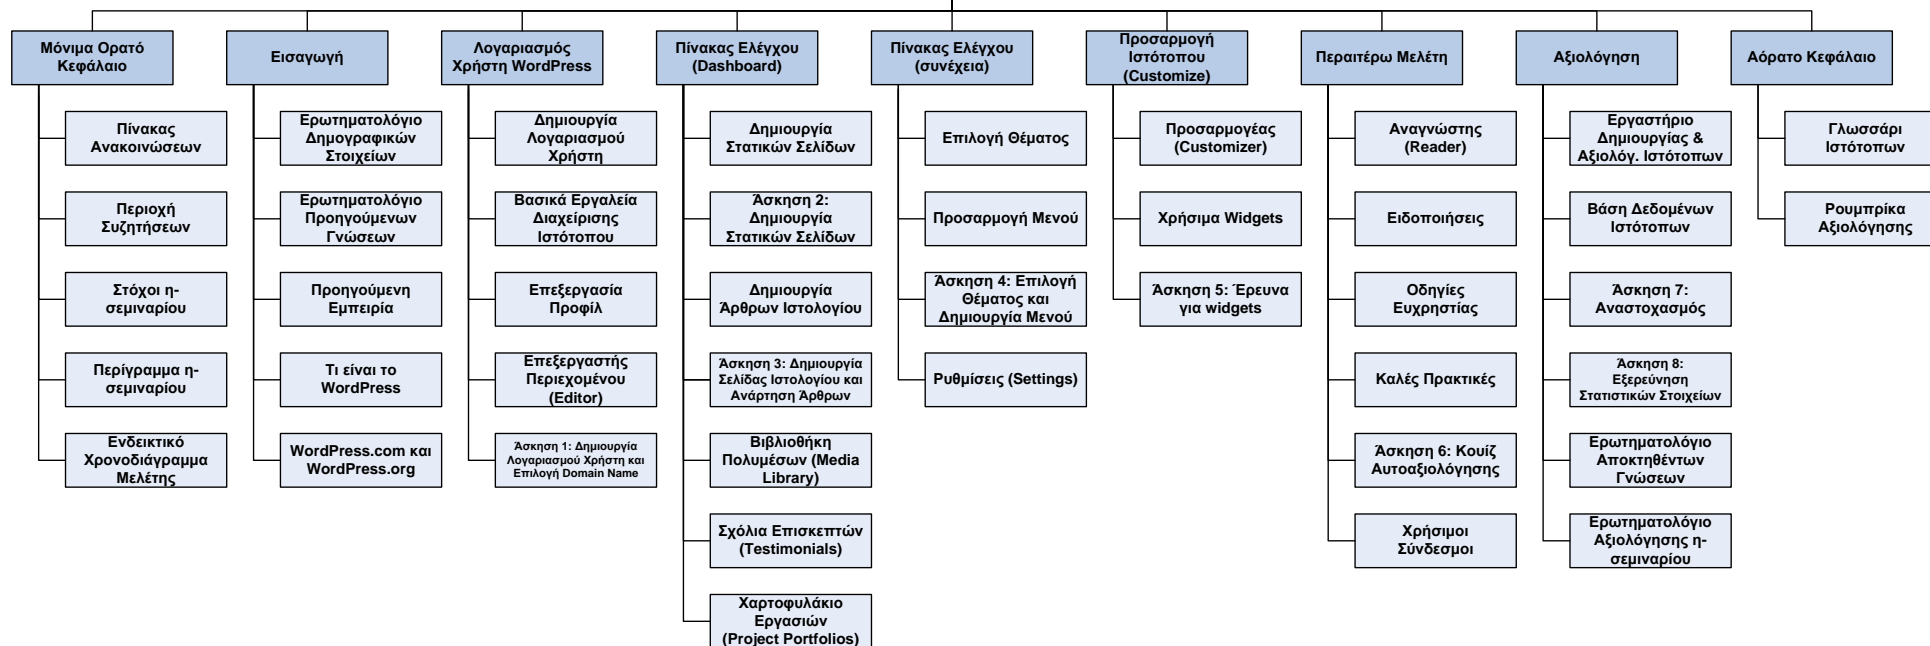 Μόνιμα Ορατό
Κεφάλαιο
Πίνακας
Ανακοινώσεων
Περιοχή
Συζητήσεων
Στόχοι η-
σεμιναρίου
Περίγραμμα η-
σεμιναρίου
Ενδεικτικό
Χρονοδιάγραμμα
Μελέτης
Εισαγωγή
Ερωτηματολόγιο
Δημογραφικών
Στοιχείων
Ερωτηματολόγιο
Προηγούμενων
Γνώσεων
Προηγούμενη
Εμπειρία
Τι είναι το
WordPress
WordPress.com και
WordPress.org
Λογαριασμός
Χρήστη WordPress
Δημιουργία
Λογαριασμού
Χρήστη
Βασικά Εργαλεία
Διαχείρισης
Ιστότοπου
Επεξεργασία
Προφίλ
Επεξεργαστής
Περιεχομένου
(Editor)
Άσκηση 1: Δημιουργία
Λογαριασμού Χρήστη και
Επιλογή Domain Name
Πίνακας Ελέγχου
(Dashboard)
Δημιουργία
Στατικών Σελίδων
Άσκηση 2:
Δημιουργία
Στατικών Σελίδων
Δημιουργία
Άρθρων Ιστολογίου
Άσκηση 3: Δημιουργία
Σελίδας Ιστολογίου και
Ανάρτηση Άρθρων
Βιβλιοθήκη
Πολυμέσων (Media
Library)
Σχόλια Επισκεπτών
(Testimonials)
Χαρτοφυλάκιο
Εργασιών
(Project Portfolios)
Πίνακας Ελέγχου
(συνέχεια)
Επιλογή Θέματος
Προσαρμογή Μενού
Άσκηση 4: Επιλογή
Θέματος και
Δημιουργία Μενού
Ρυθμίσεις (Settings)
Προσαρμογή
Ιστότοπου
(Customize)
Προσαρμογέας
(Customizer)
Χρήσιμα Widgets
Άσκηση 5: Έρευνα
για widgets
Περαιτέρω Μελέτη
Αναγνώστης
(Reader)
Ειδοποιήσεις
Οδηγίες
Ευχρηστίας
Καλές Πρακτικές
Άσκηση 6: Κουίζ
Αυτοαξιολόγησης
Χρήσιμοι
Σύνδεσμοι
Αξιολόγηση
Εργαστήριο
Δημιουργίας &
Αξιολόγ. Ιστότοπων
Βάση Δεδομένων
Ιστότοπων
Άσκηση 7:
Αναστοχασμός
Άσκηση 8:
Εξερεύνηση
Στατιστικών Στοιχείων
Ερωτηματολόγιο
Αποκτηθέντων
Γνώσεων
Ερωτηματολόγιο
Αξιολόγησης η-
σεμιναρίου
Αόρατο Κεφάλαιο
Γλωσσάρι
Ιστότοπων
Ρουμπρίκα
Αξιολόγησης